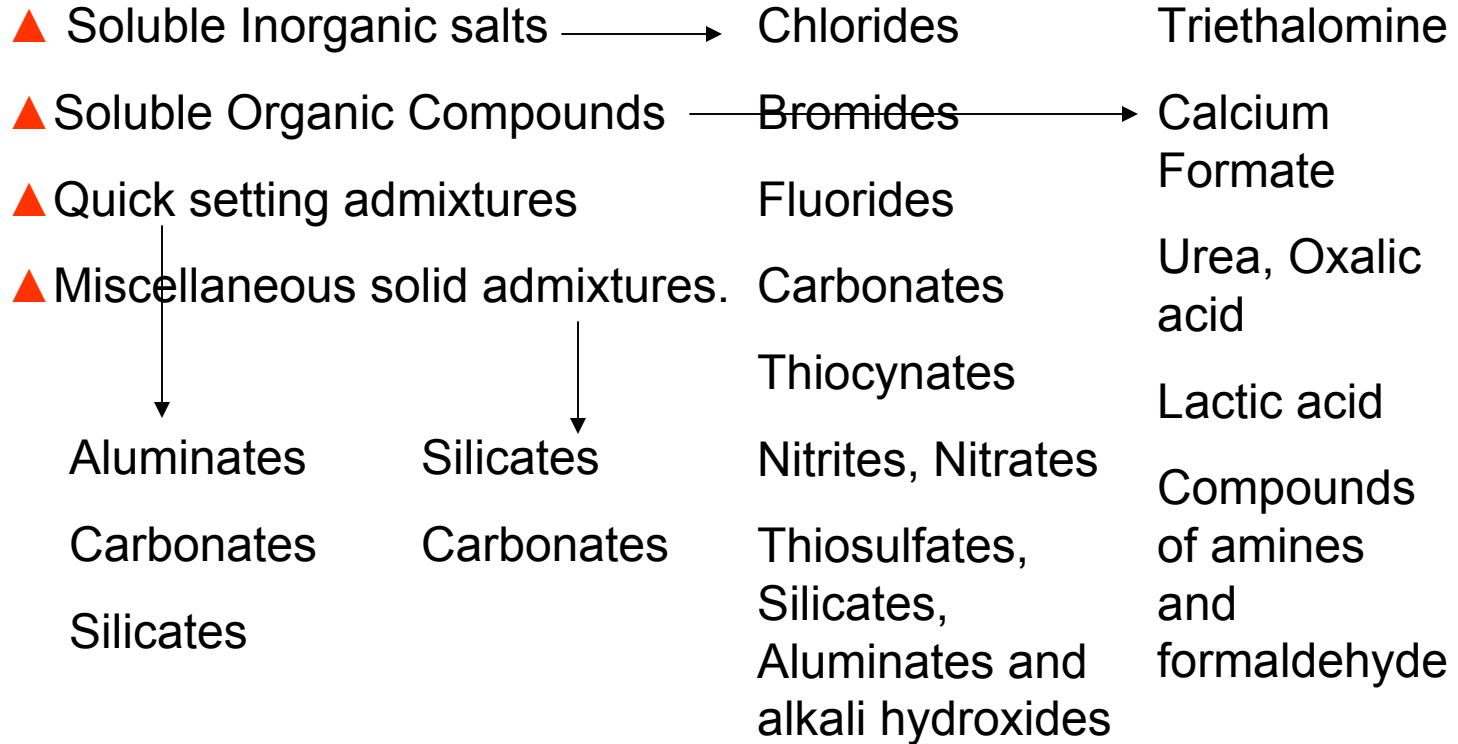 Soluble Inorganic salts
Soluble Organic Compounds
Quick setting admixtures
Miscellaneous solid admixtures.
Aluminates
Carbonates
Silicates
Silicates
Carbonates
Chlorides
Bromides
Fluorides
Carbonates
Thiocynates
Nitrites, Nitrates
Thiosulfates,
Silicates,
Aluminates and
alkali hydroxides
Triethalomine
Calcium
Formate
Urea, Oxalic
acid
Lactic acid
Compounds
of amines
and
formaldehyde